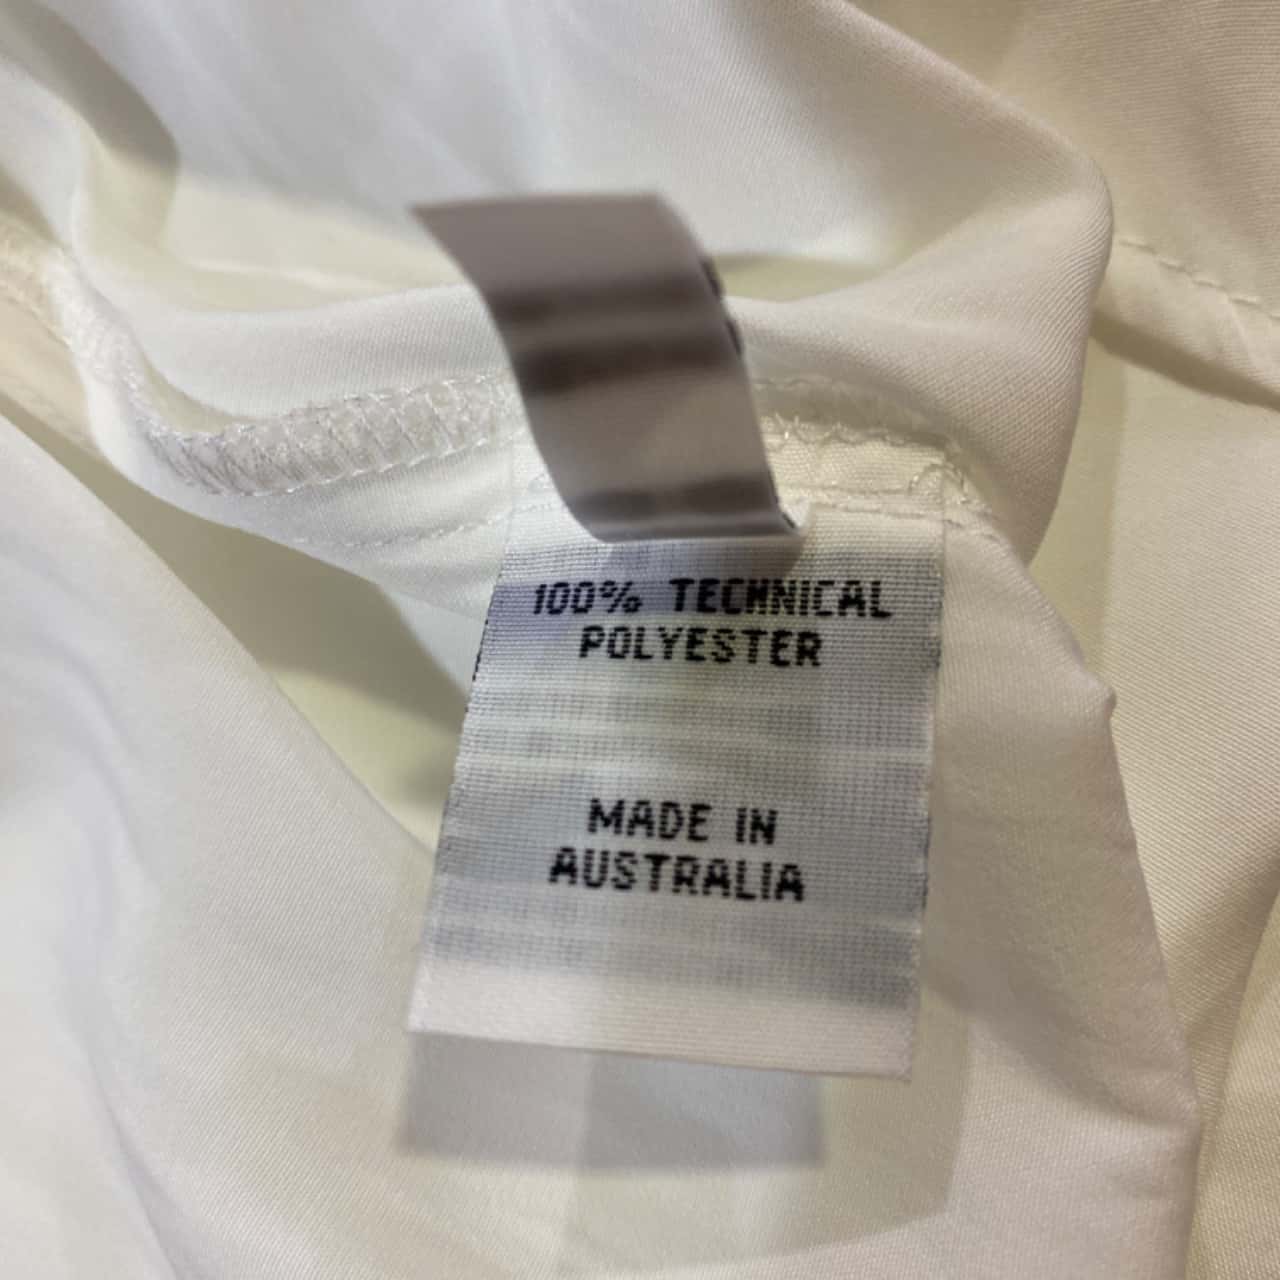 100% TECHNICAL
POLYESTER
MADE IN
AUSTRALIA